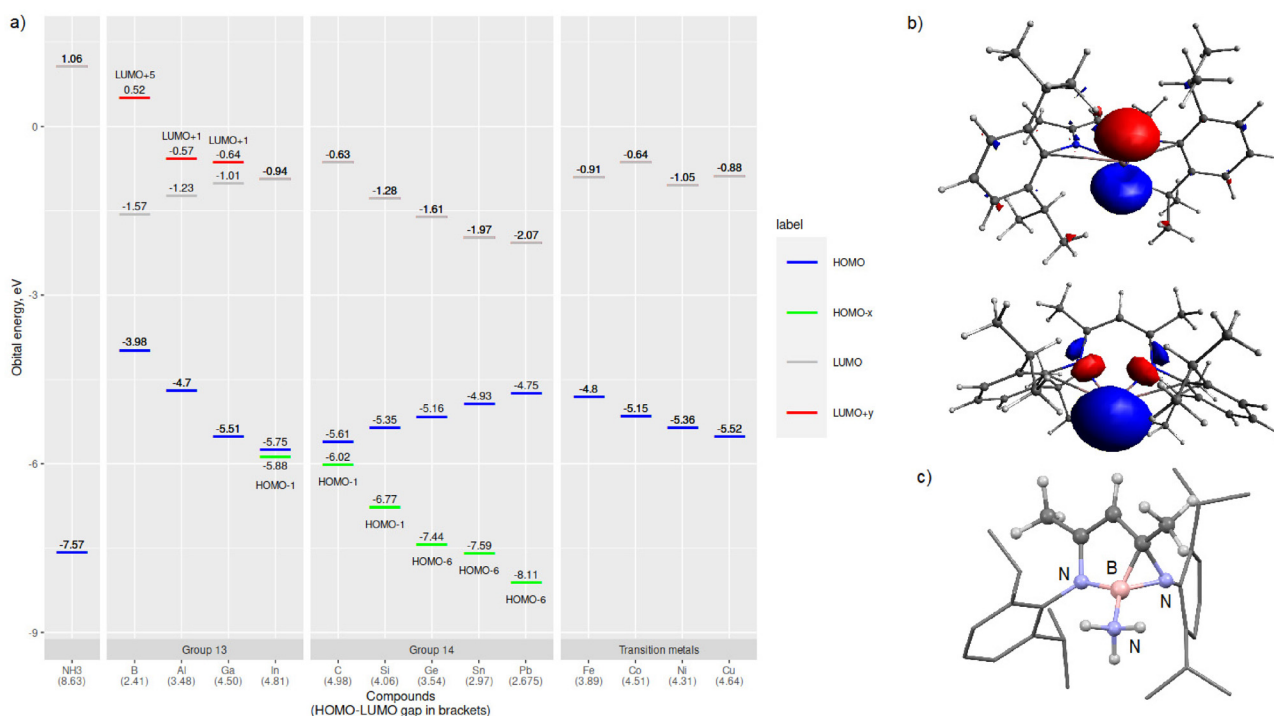 a)
1.06
LUMO+5
0.52
LUMO+1
-0.57
LUMO+1
-0.64
-0.94
-1.01
-1.23
-1.57
-0.63
-1.28
-1.61
-1.97
-2.07
-0.91
-0.64
-1.05
-0.88
0
-3
-6
-9
Obital energy, eV
-3.98
-4.7
-5.51
-5.75
-5.88
HOMO-1
-7.57
-5.61
-6.02
HOMO-1
-5.35
-6.77
HOMO-1
-5.16
-7.44
HOMO-6
-4.93
-7.59
HOMO-6
-4.75
-8.11
HOMO-6
-4.8
-5.15
-5.36
-5.52
Group 13
Group 14
Transition metals
NH3 B Al Ga In C Si Ge Sn Pb Fe Co Ni Cu
(8.63) (2.41) (3.48) (4.50) (4.81) (4.98) (4.06) (3.54) (2.97) (2.675) (3.89) (4.51) (4.31) (4.64)
Compounds
(HOMO-LUMO gap in brackets)
label
HOMO
HOMO-x
LUMO
LUMO+y
b)
c)
N
B
N
N